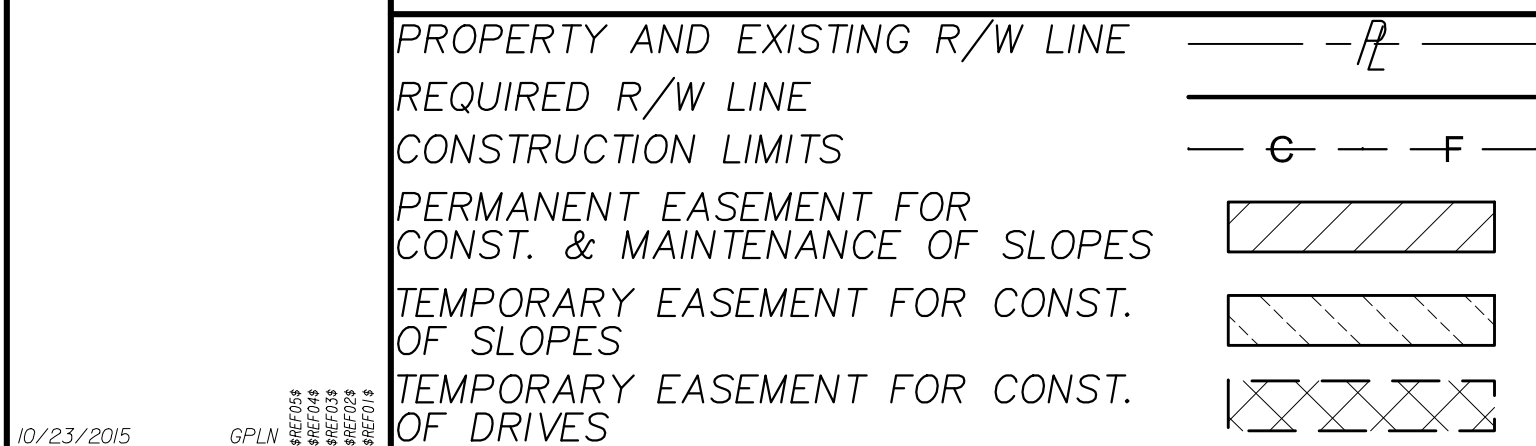 PROPERTY AND EXISTING R/W LINE
PL
REQUIRED R/W LINE
CONSTRUCTION LIMITS
C F
PERMANENT EASEMENT FOR
CONST. & MAINTENANCE OF SLOPES
TEMPORARY EASEMENT FOR CONST.
OF SLOPES
TEMPORARY EASEMENT FOR CONST.
OF DRIVES
10/23/2015
GPLN
$REF05$
$REF04$
$REF03$
$REF02$
$REF01$